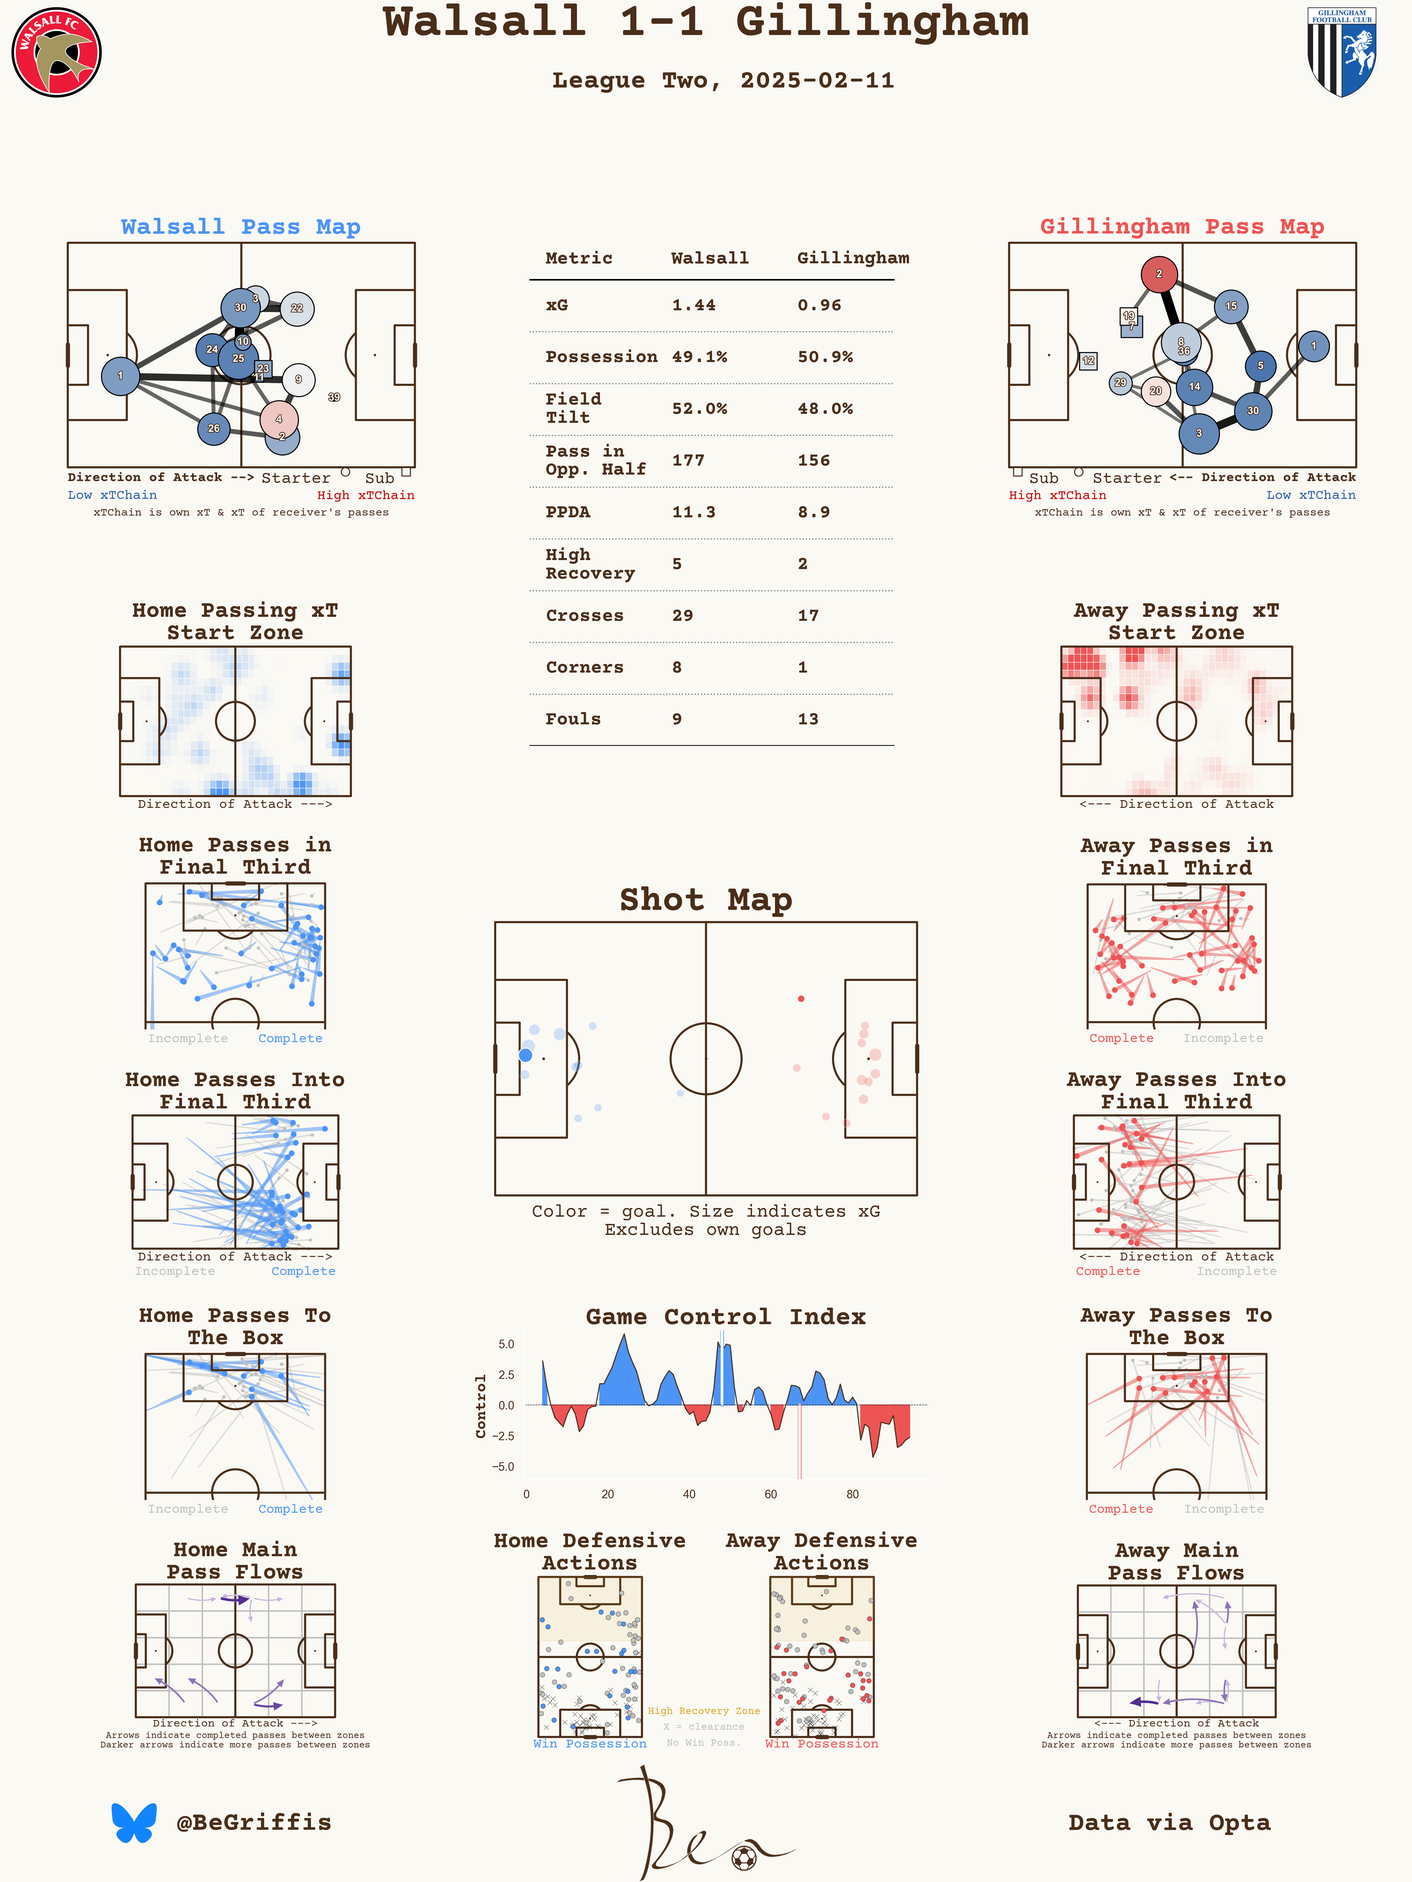 Walsall 1-1 Gillingham
League Two, 2025-02-11
WALSALL FC
GILLINGHAM
FOOTBALL CLUB
Walsall Pass Map
30
3
22
24
10
25
23
11
1
9
39
4
26
2
Direction of Attack --> Starter Sub
Low xTChain High xTChain
xTChain is own xT & xT of receiver's passes
Metric Walsall Gillingham
xG 1.44 0.96
Possession 49.1% 50.9%
Field
Tilt 52.0% 48.0%
Pass in
Opp. Half 177 156
PPDA 11.3 8.9
High
Recovery 5 2
Crosses 29 17
Corners 8 1
Fouls 9 13
Gillingham Pass Map
2
15
19
7
8
36
1
12
5
29
20
14
30
3
Sub Starter <-- Direction of Attack
High xTChain Low xTChain
xTChain is own xT & xT of receiver's passes
Home Passing xT
Start Zone
Direction of Attack --->
Away Passing xT
Start Zone
<--- Direction of Attack
Home Passes in
Final Third
Incomplete Complete
Away Passes in
Final Third
Complete Incomplete
Shot Map
Color = goal. Size indicates xG
Excludes own goals
Home Passes Into
Final Third
Direction of Attack --->
Incomplete Complete
Away Passes Into
Final Third
<--- Direction of Attack
Complete Incomplete
Home Passes To
The Box
Incomplete Complete
Game Control Index
Control
5.0
2.5
0.0
−2.5
−5.0
0 20 40 60 80
Away Passes To
The Box
Complete Incomplete
Home Main
Pass Flows
Direction of Attack --->
Arrows indicate completed passes between zones
Darker arrows indicate more passes between zones
Home Defensive
Actions
Win Possession
Away Defensive
Actions
Win Possession
High Recovery Zone
X = clearance
No Win Poss.
Away Main
Pass Flows
<--- Direction of Attack
Arrows indicate completed passes between zones
Darker arrows indicate more passes between zones
@BeGriffis
Ben
Data via Opta